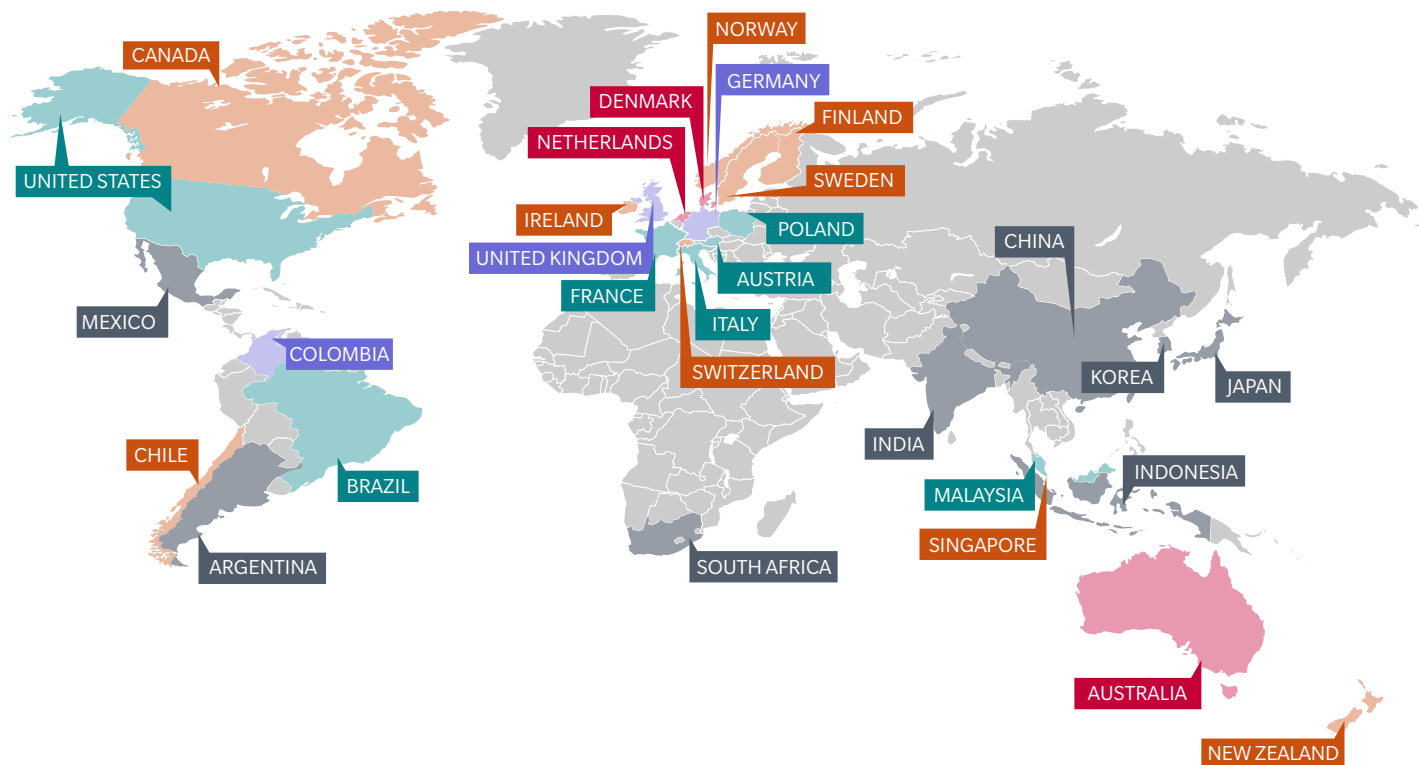 NORWAY
CANADA
GERMANY
DENMARK
FINLAND
NETHERLANDS
UNITED STATES
SWEDEN
IRELAND
POLAND
CHINA
UNITED KINGDOM
AUSTRIA
FRANCE
MEXICO
ITALY
COLOMBIA
SWITZERLAND
KOREA
JAPAN
INDIA
CHILE
INDONESIA
BRAZIL
MALAYSIA
SINGAPORE
ARGENTINA
SOUTH AFRICA
AUSTRALIA
NEW ZEALAND